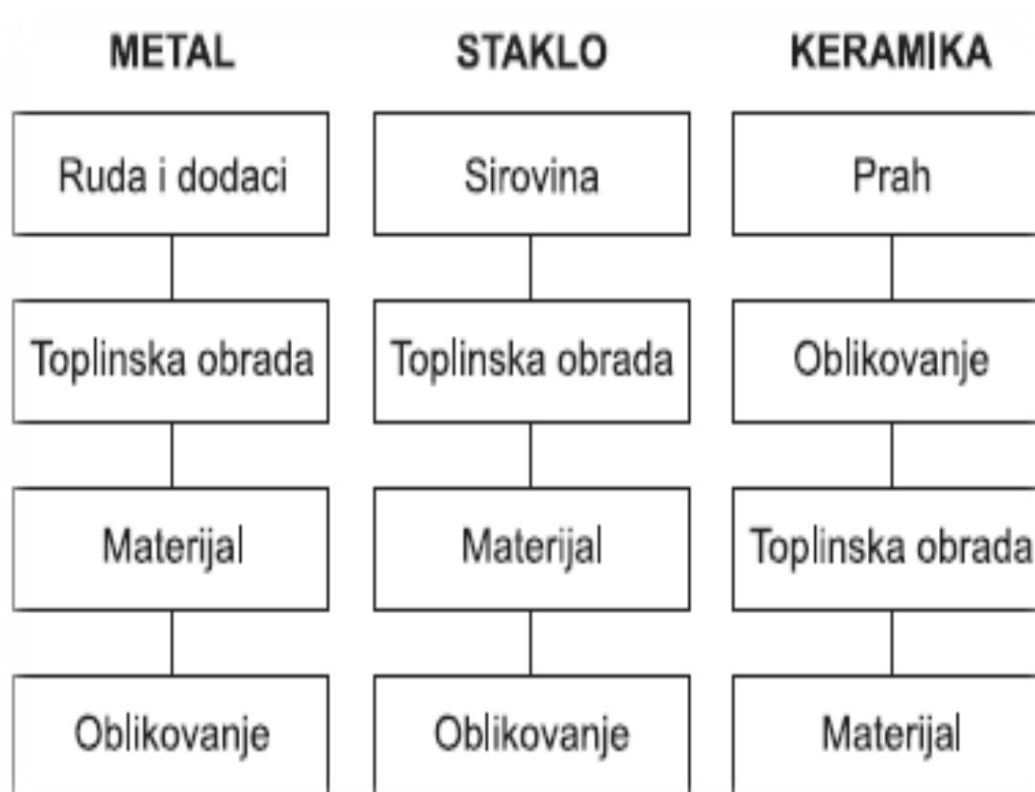 METAL
Ruda i dodaci
Toplinska obrada
Materijal
Oblikovanje
STAKLO
Sirovina
Toplinska obrada
Materijal
Oblikovanje
KERAMIKA
Prah
Oblikovanje
Toplinska obrada
Materijal